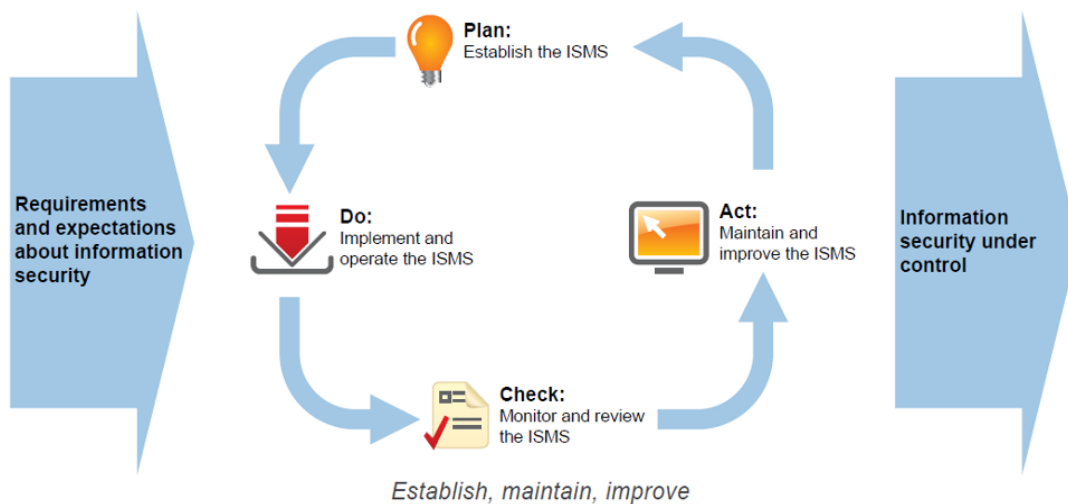 Plan:
Establish the ISMS
Requirements
and expectations
about information
security
Do:
Implement and
operate the ISMS
Act:
Maintain and
improve the ISMS
Information
security under
control
Check:
Monitor and review
the ISMS
Establish, maintain, improve